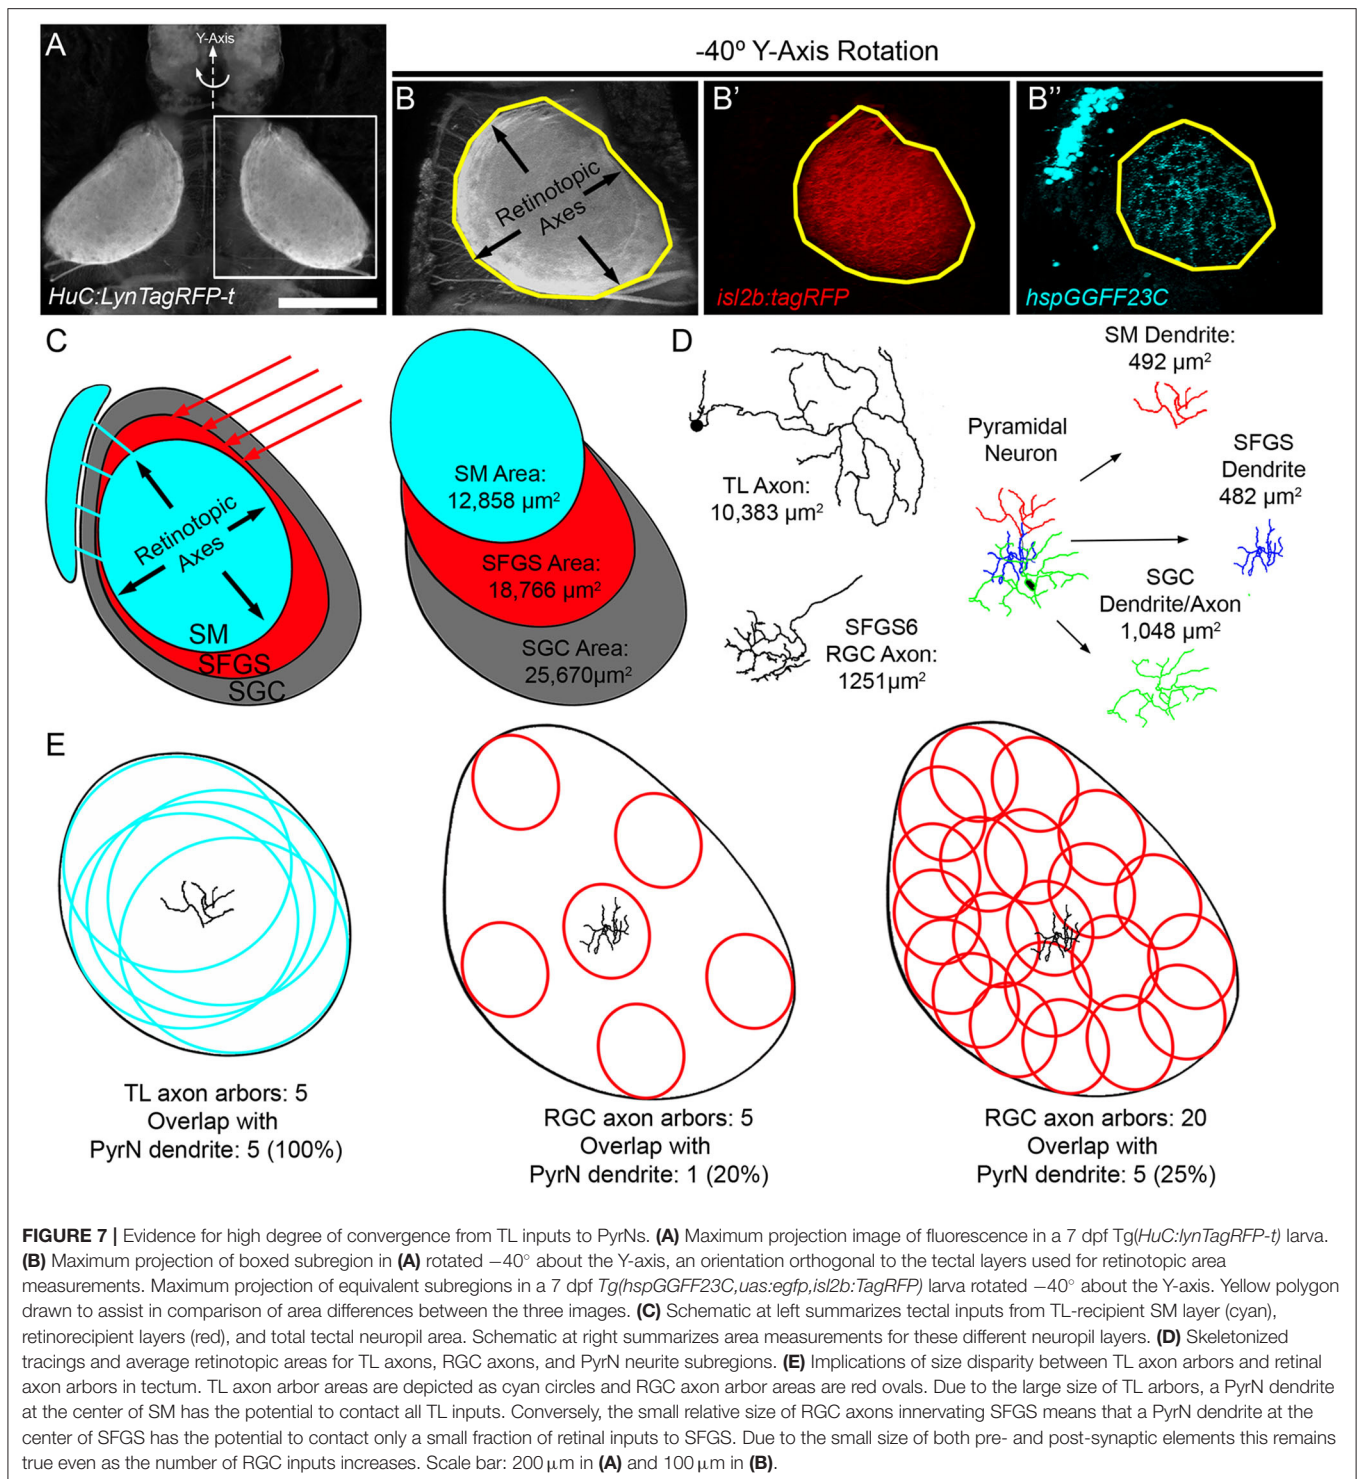 A
Y-Axis
HuC:LynTagRFP-t
-40º Y-Axis Rotation
B
Retinotopic
Axes
B'
isl2b:tagRFP
B''
hspGGFF23C
C
Retinotopic
Axes
SM
SFGS
SGC
SM Area:
12,858 µm²
SFGS Area:
18,766 µm²
SGC Area:
25,670µm²
D
TL Axon:
10,383 µm²
SFGS6
RGC Axon:
1251µm²
Pyramidal
Neuron
SM Dendrite:
492 µm²
SFGS
Dendrite
482 µm²
SGC
Dendrite/Axon
1,048 µm²
E
TL axon arbors: 5
Overlap with
PyrN dendrite: 5 (100%)
RGC axon arbors: 5
Overlap with
PyrN dendrite: 1 (20%)
RGC axon arbors: 20
Overlap with
PyrN dendrite: 5 (25%)
FIGURE 7 | Evidence for high degree of convergence from TL inputs to PyrNs. (A) Maximum projection image of fluorescence in a 7 dpf Tg(HuC:lynTagRFP-t) larva.
(B) Maximum projection of boxed subregion in (A) rotated −40° about the Y-axis, an orientation orthogonal to the tectal layers used for retinotopic area
measurements. Maximum projection of equivalent subregions in a 7 dpf Tg(hspGGFF23C,uas:egfp,isl2b:TagRFP) larva rotated −40° about the Y-axis. Yellow polygon
drawn to assist in comparison of area differences between the three images. (C) Schematic at left summarizes tectal inputs from TL-recipient SM layer (cyan),
retinorecipient layers (red), and total tectal neuropil area. Schematic at right summarizes area measurements for these different neuropil layers. (D) Skeletonized
tracings and average retinotopic areas for TL axons, RGC axons, and PyrN neurite subregions. (E) Implications of size disparity between TL axon arbors and retinal
axon arbors in tectum. TL axon arbor areas are depicted as cyan circles and RGC axon arbor areas are red ovals. Due to the large size of TL arbors, a PyrN dendrite
at the center of SM has the potential to contact all TL inputs. Conversely, the small relative size of RGC axons innervating SFGS means that a PyrN dendrite at the
center of SFGS has the potential to contact only a small fraction of retinal inputs to SFGS. Due to the small size of both pre- and post-synaptic elements this remains
true even as the number of RGC inputs increases. Scale bar: 200 µm in (A) and 100 µm in (B).